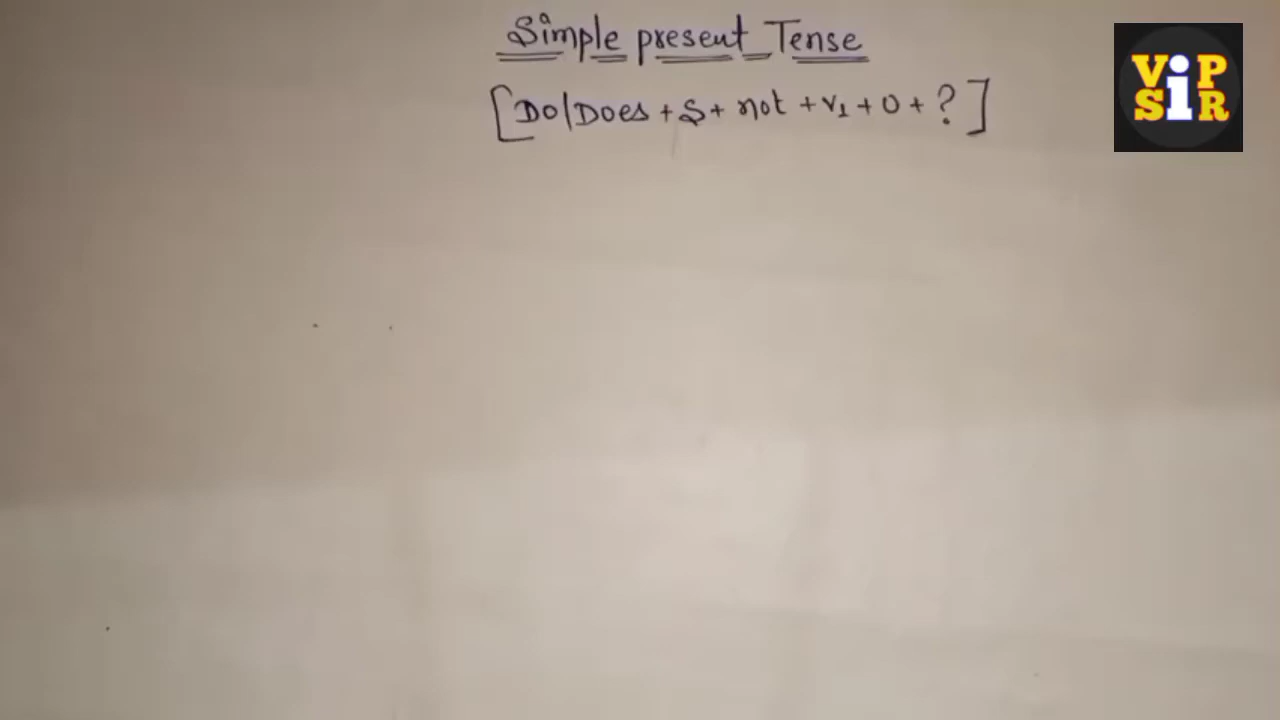 Simple present Tense
[Do/Does + S + not + V1 + O + ?]
ViP
SiR